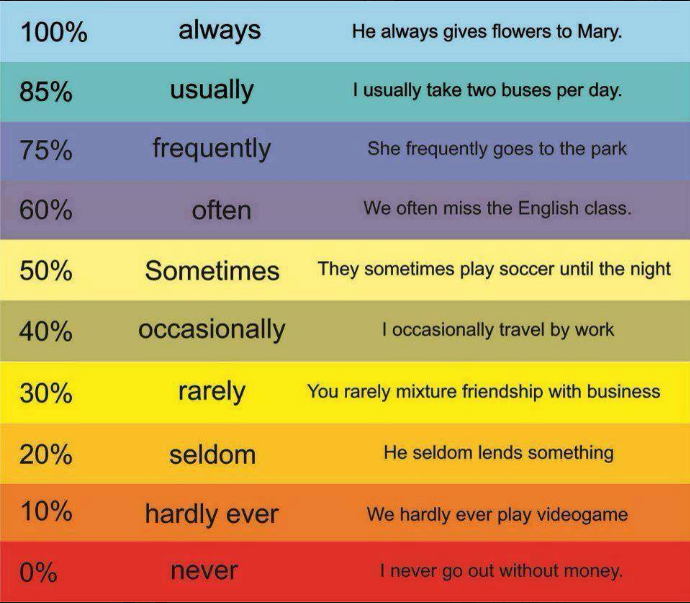 100% always He always gives flowers to Mary.
85% usually I usually take two buses per day.
75% frequently She frequently goes to the park
60% often We often miss the English class.
50% Sometimes They sometimes play soccer until the night
40% occasionally I occasionally travel by work
30% rarely You rarely mixture friendship with business
20% seldom He seldom lends something
10% hardly ever We hardly ever play videogame
0% never I never go out without money.